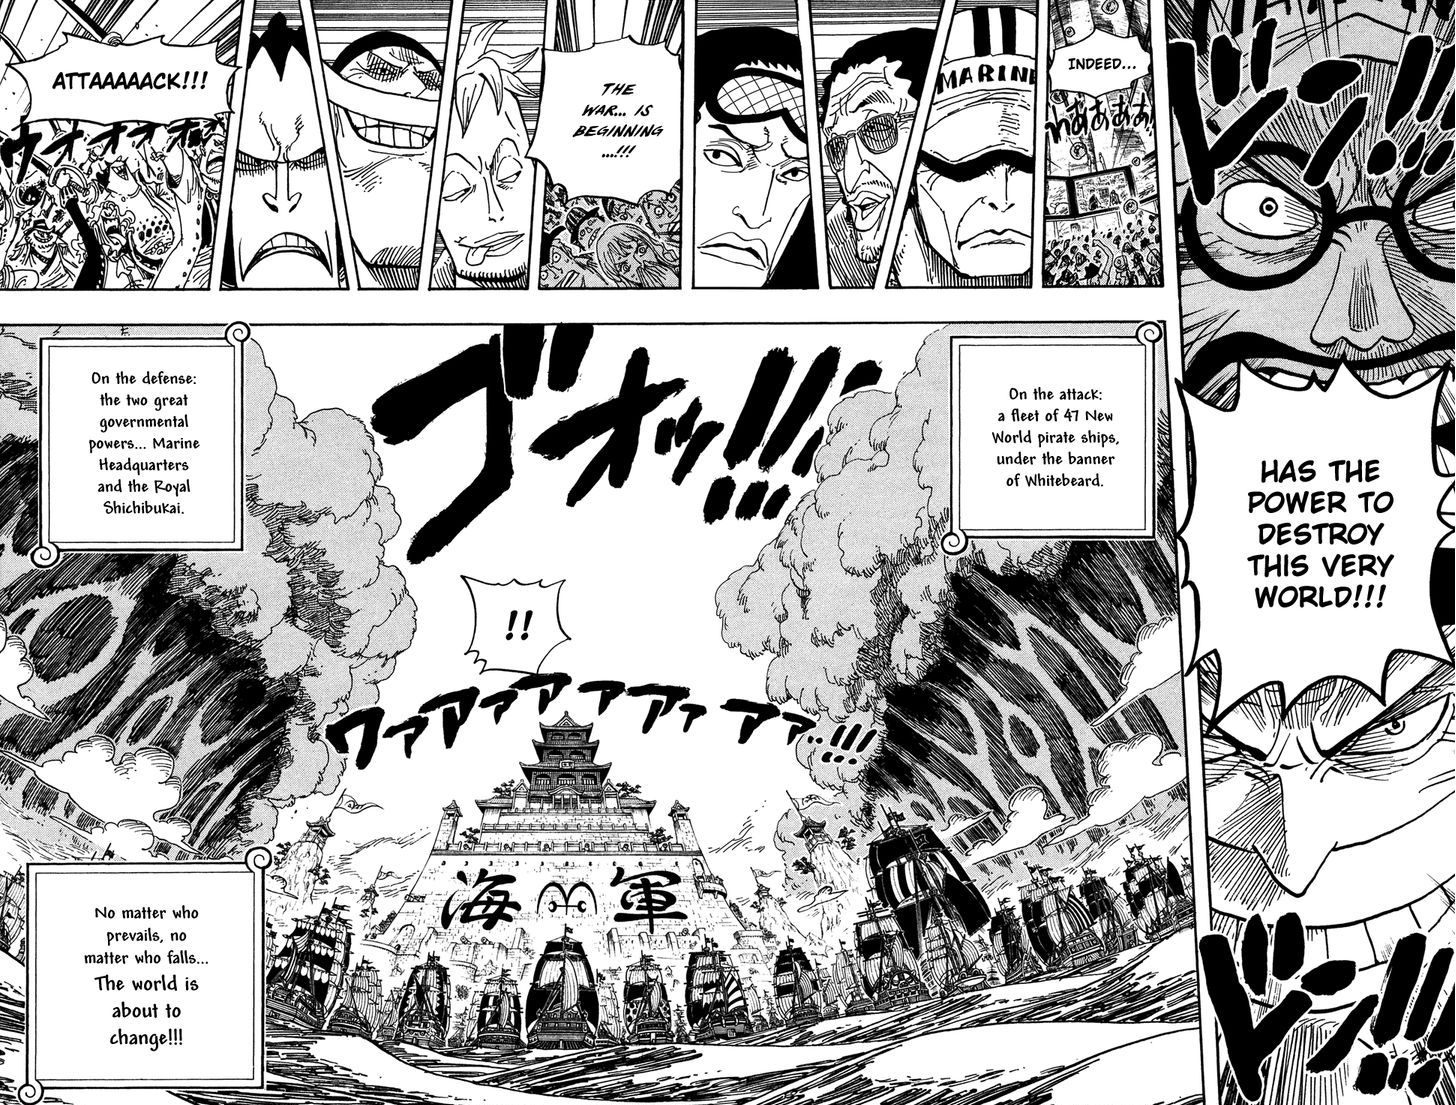 ドン!!!
HAS THE
POWER TO
DESTROY
THIS VERY
WORLD!!!
ドン!!!
INDEED...
わああああ!!
MARINE
THE
WAR... IS
BEGINNING
....!!!
ATTAAAAACK!!!
ウオオオオ
On the attack:
a fleet of 47 New
World pirate ships,
under the banner
of Whitebeard.
ゴオッ!!!
On the defense:
the two great
governmental
powers... Marine
Headquarters
and the Royal
Shichibukai.
!!
ワァアァアァアァアァ..!!!
海軍
No matter who
prevails, no
matter who falls...
The world is
about to
change!!!